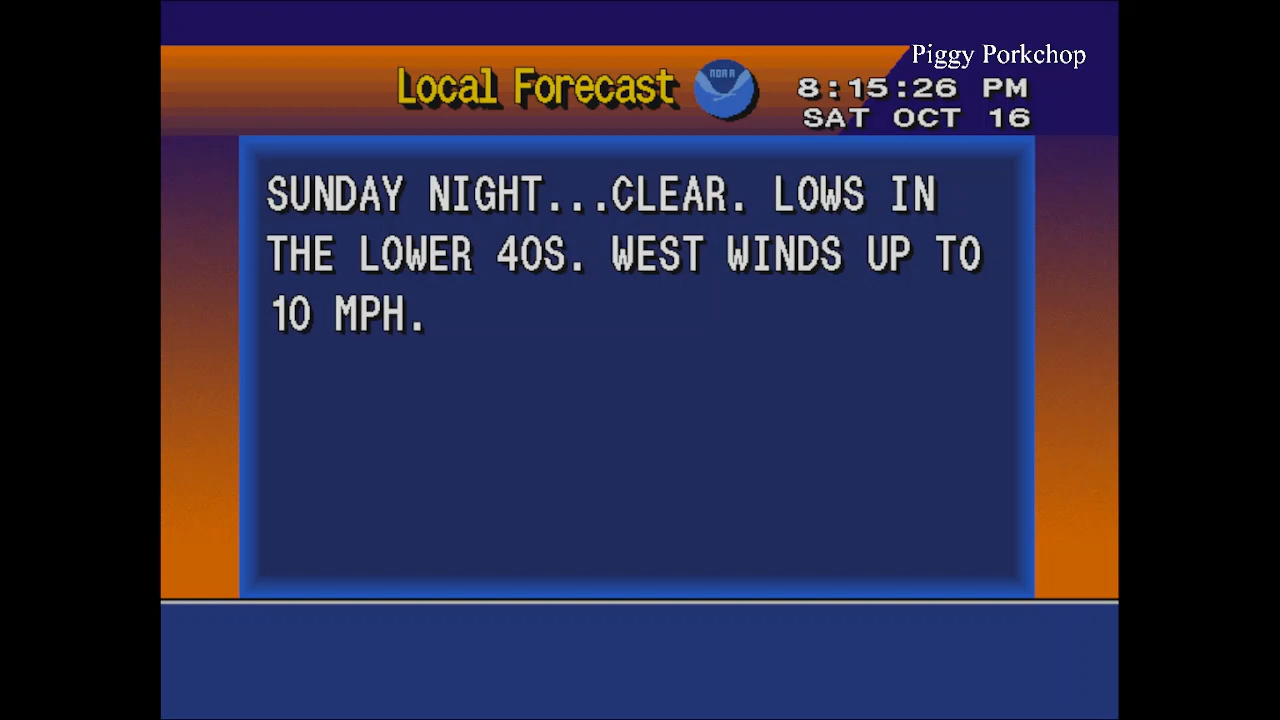 Piggy Porkchop
Local Forecast
NOAA
8:15:26 PM
SAT OCT 16
SUNDAY NIGHT...CLEAR. LOWS IN
THE LOWER 40S. WEST WINDS UP TO
10 MPH.